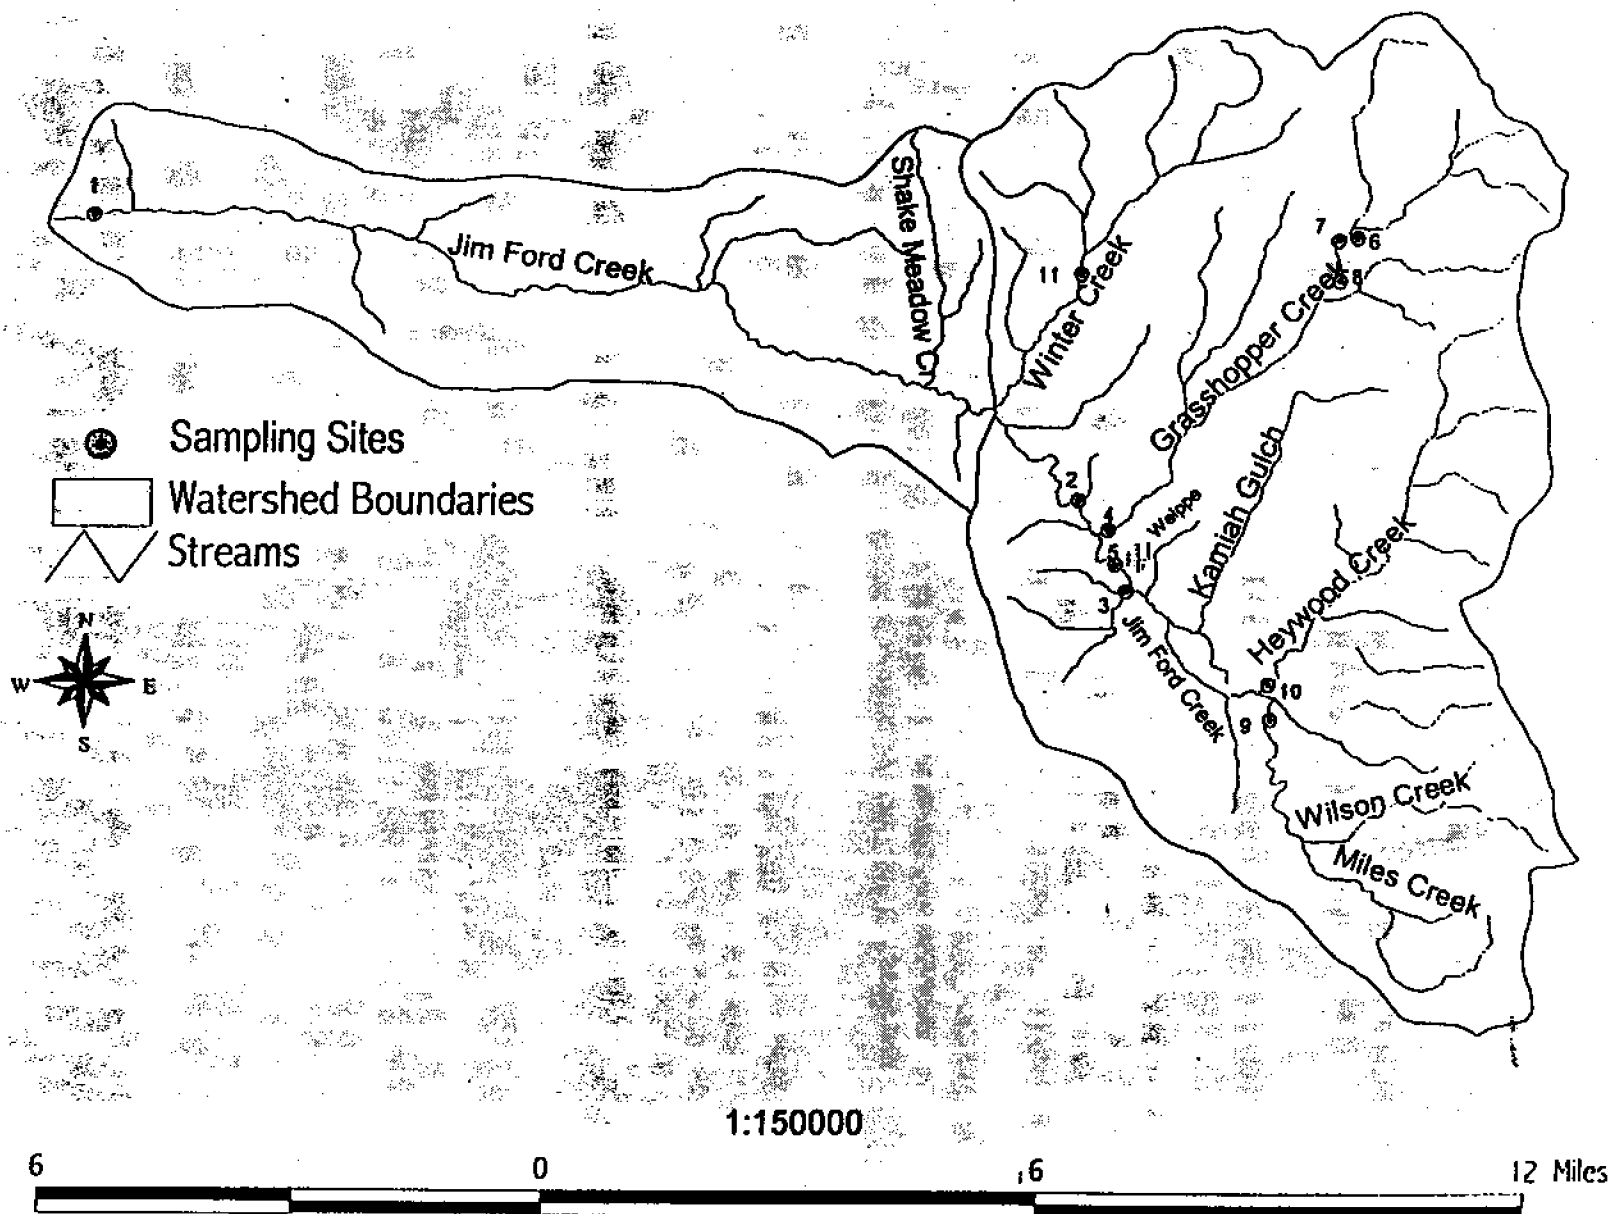 1
Jim Ford Creek
Shake Meadow Cr
11
Winter Creek
7
6
8
Grasshopper Creek
Sampling Sites
Watershed Boundaries
Streams
2
4
5
Weippe
3
Kamiah Gulch
Heywood Creek
Jim Ford Creek
10
9
Wilson Creek
Miles Creek
N
W E
S
1:150000
6 0 6 12 Miles